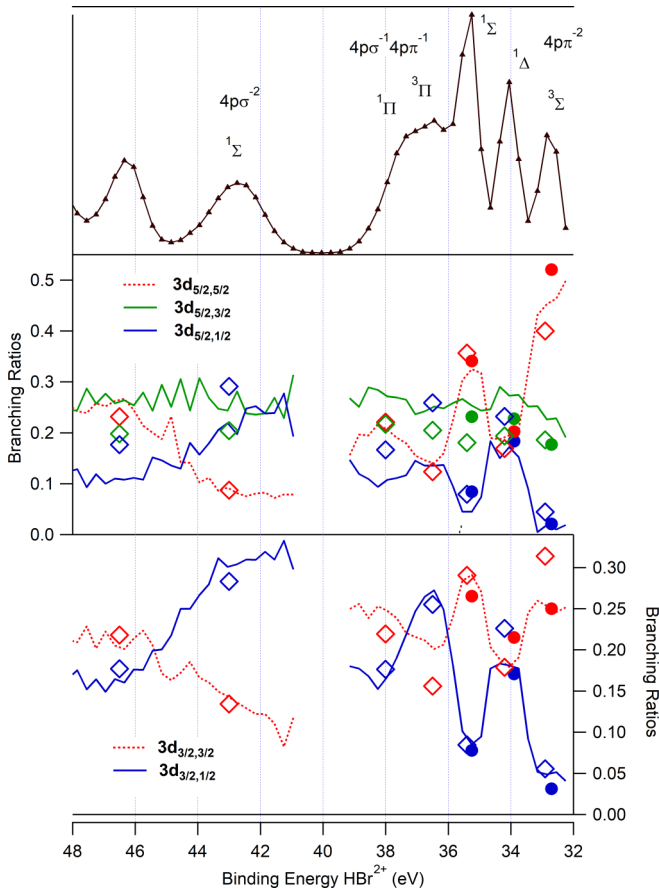 ¹Σ
4pσ⁻¹4pπ⁻¹
4pπ⁻²
¹Δ
4pσ⁻²
³Π
¹Π
³Σ
¹Σ
0.5
3d5/2,5/2
3d5/2,3/2
3d5/2,1/2
0.4
0.3
0.2
0.1
0.0
Branching Ratios
0.30
0.25
0.20
0.15
0.10
0.05
0.00
Branching Ratios
3d3/2,3/2
3d3/2,1/2
48 46 44 42 40 38 36 34 32
Binding Energy HBr²⁺ (eV)